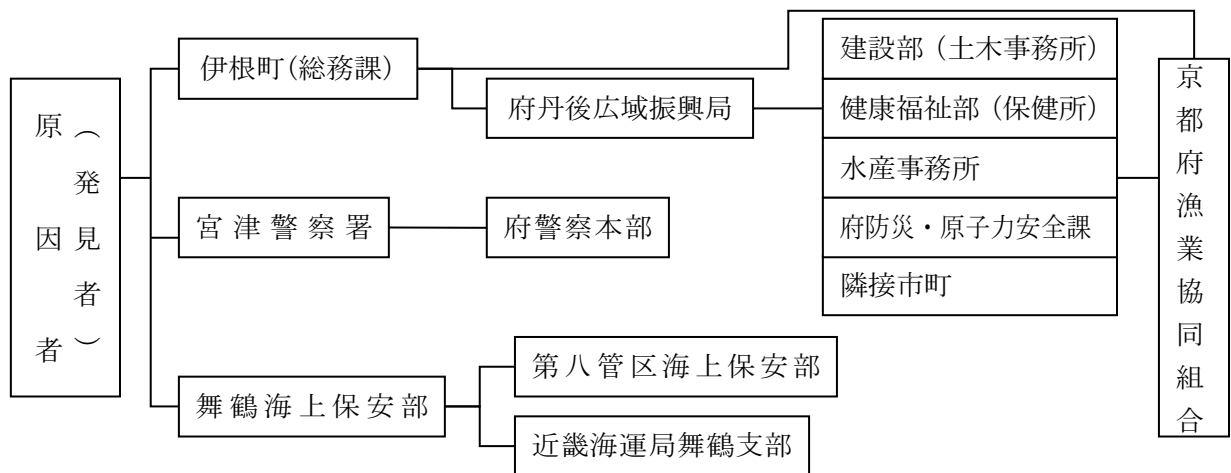 原因者
（発見者）
伊根町（総務課）
宮津警察署
舞鶴海上保安部
府丹後広域振興局
府警察本部
第八管区海上保安部
近畿海運局舞鶴支部
建設部（土木事務所）
健康福祉部（保健所）
水産事務所
府防災・原子力安全課
隣接市町
京都府漁業協同組合